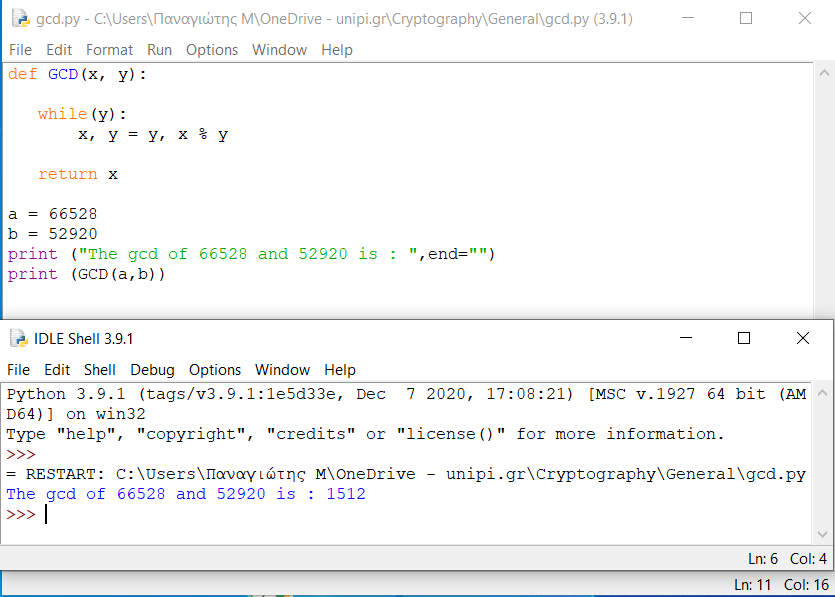 gcd.py - C:\Users\Παναγιώτης Μ\OneDrive - unipi.gr\Cryptography\General\gcd.py (3.9.1)
File Edit Format Run Options Window Help
def GCD(x, y):
while(y):
x, y = y, x % y
return x
a = 66528
b = 52920
print ("The gcd of 66528 and 52920 is : ",end="")
print (GCD(a,b))
IDLE Shell 3.9.1
File Edit Shell Debug Options Window Help
Python 3.9.1 (tags/v3.9.1:1e5d33e, Dec  7 2020, 17:08:21) [MSC v.1927 64 bit (AM
D64)] on win32
Type "help", "copyright", "credits" or "license()" for more information.
>>>
= RESTART: C:\Users\Παναγιώτης Μ\OneDrive - unipi.gr\Cryptography\General\gcd.py
The gcd of 66528 and 52920 is : 1512
>>>
Ln: 6 Col: 4
Ln: 11 Col: 16